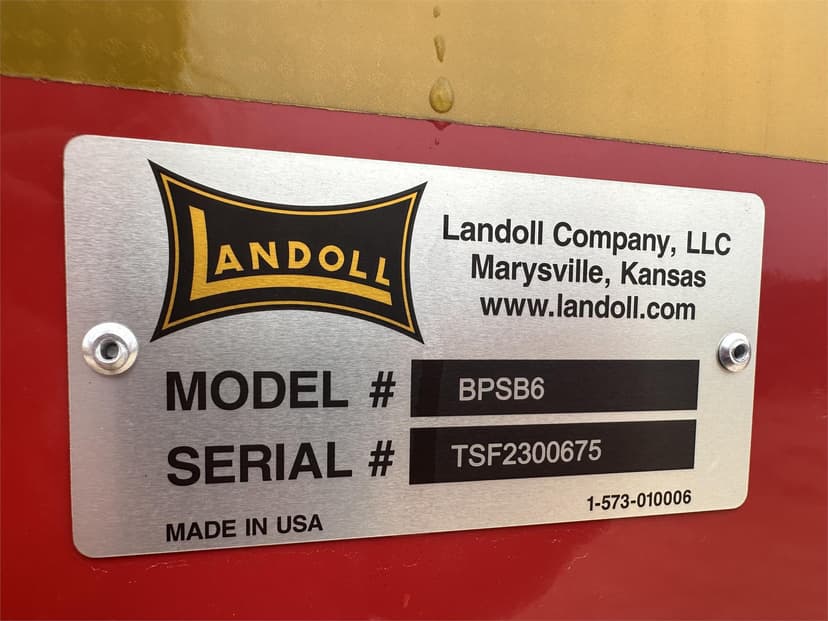 LANDOLL
Landoll Company, LLC
Marysville, Kansas
www.landoll.com
MODEL # BPSB6
SERIAL # TSF2300675
MADE IN USA
1-573-010006